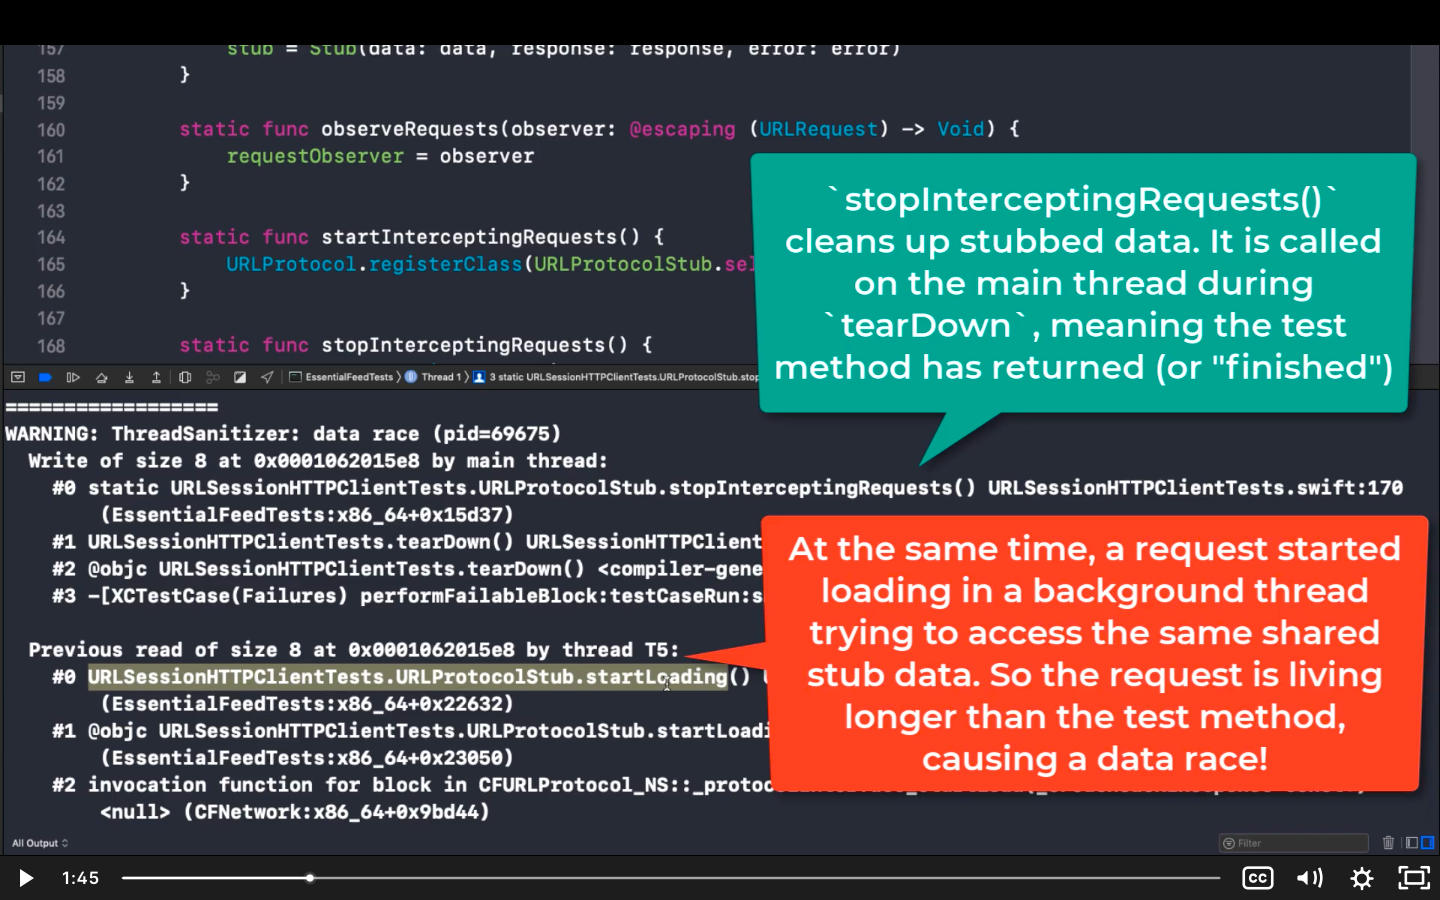 157 stub = Stub(data: data, response: response, error: error)
158 }
159
160 static func observeRequests(observer: @escaping (URLRequest) -> Void) {
161 requestObserver = observer
162 }
163
164 static func startInterceptingRequests() {
165 URLProtocol.registerClass(URLProtocolStub.sel
166 }
167
168 static func stopInterceptingRequests() {
`stopInterceptingRequests()`
cleans up stubbed data. It is called
on the main thread during
`tearDown`, meaning the test
method has returned (or "finished")
EssentialFeedTests 〉 Thread 1 〉 3 static URLSessionHTTPClientTests.URLProtocolStub.stop
==================
WARNING: ThreadSanitizer: data race (pid=69675)
Write of size 8 at 0x0001062015e8 by main thread:
#0 static URLSessionHTTPClientTests.URLProtocolStub.stopInterceptingRequests() URLSessionHTTPClientTests.swift:170
(EssentialFeedTests:x86_64+0x15d37)
#1 URLSessionHTTPClientTests.tearDown() URLSessionHTTPClient
#2 @objc URLSessionHTTPClientTests.tearDown() <compiler-gene
#3 -[XCTestCase(Failures) performFailableBlock:testCaseRun:s
Previous read of size 8 at 0x0001062015e8 by thread T5:
#0 URLSessionHTTPClientTests.URLProtocolStub.startLoading()
(EssentialFeedTests:x86_64+0x22632)
#1 @objc URLSessionHTTPClientTests.URLProtocolStub.startLoadi
(EssentialFeedTests:x86_64+0x23050)
#2 invocation function for block in CFURLProtocol_NS::_protoc
<null> (CFNetwork:x86_64+0x9bd44)
At the same time, a request started
loading in a background thread
trying to access the same shared
stub data. So the request is living
longer than the test method,
causing a data race!
All Output
Filter
1:45
CC